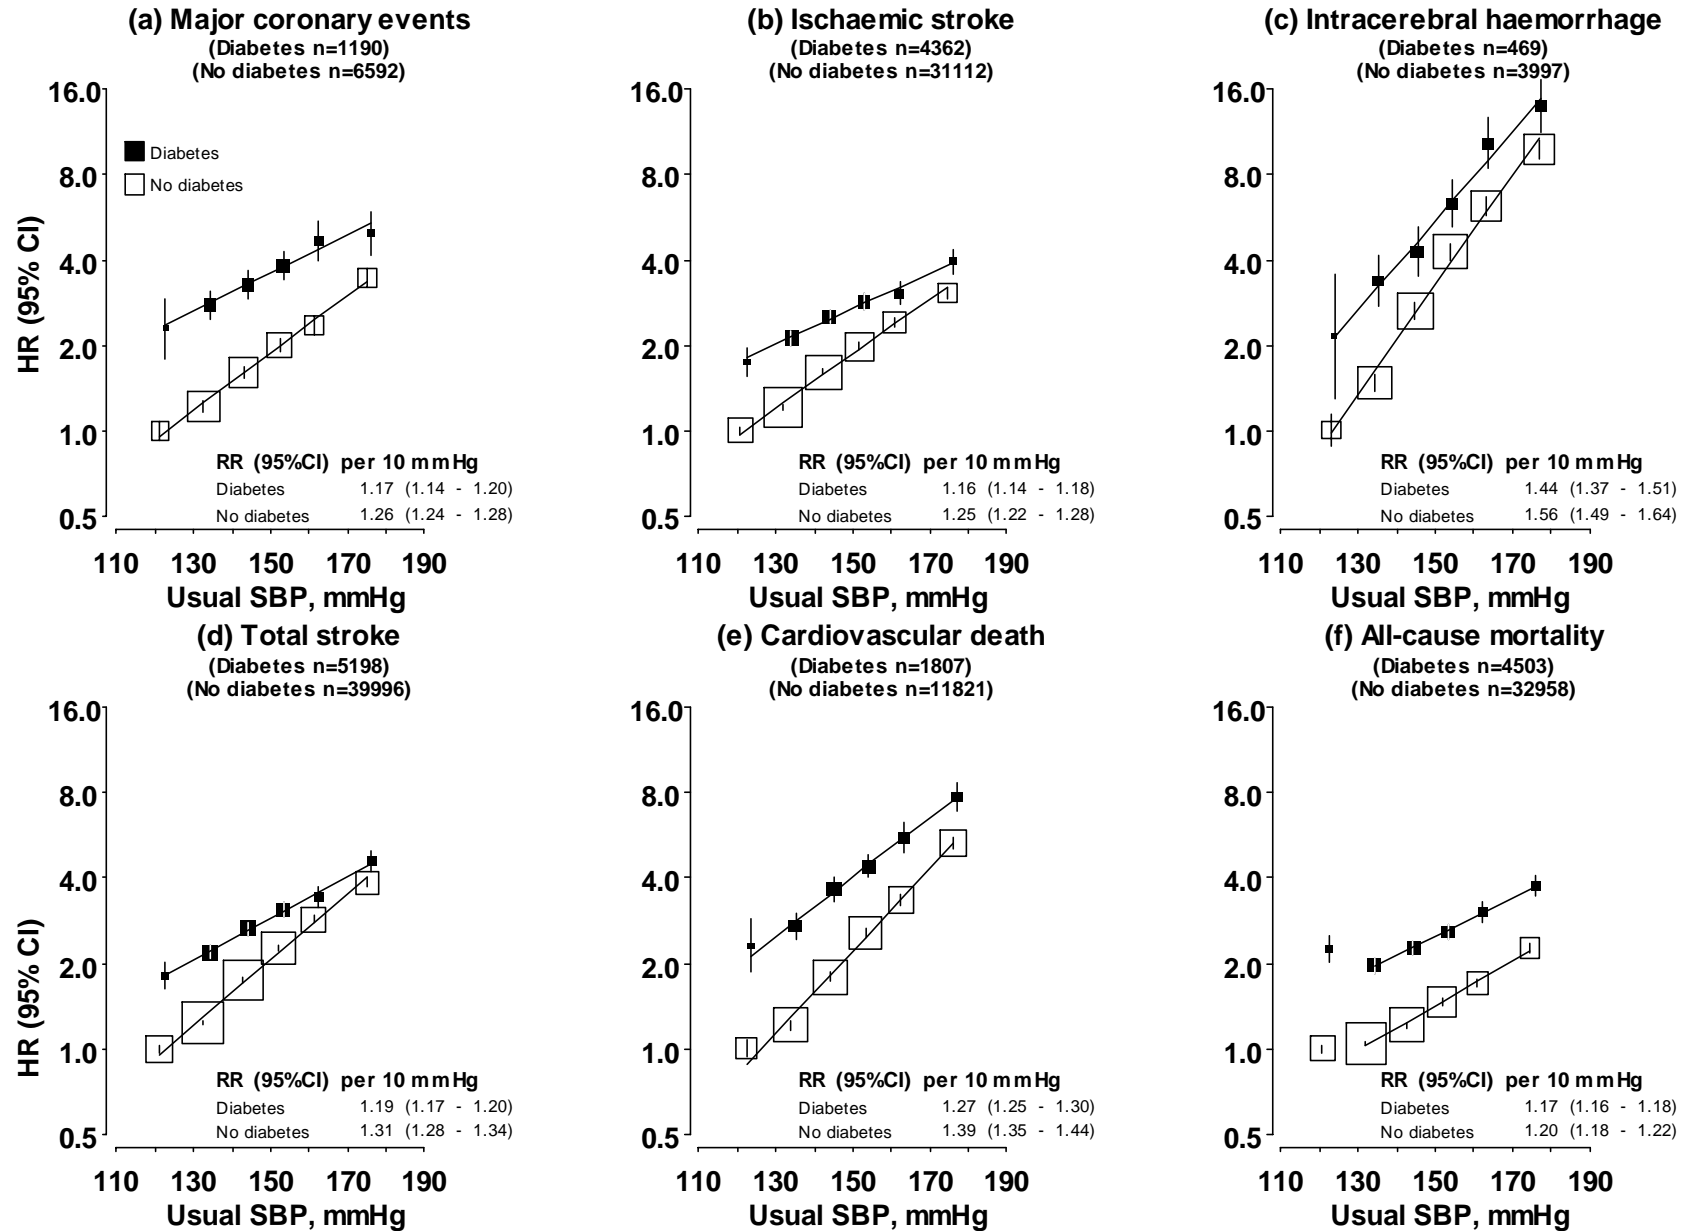 (a) Major coronary events
(Diabetes n=1190)
(No diabetes n=6592)
16.0
8.0
4.0
2.0
1.0
0.5
HR (95% CI)
Diabetes
No diabetes
RR (95%CI) per 10 mmHg
Diabetes 1.17 (1.14 - 1.20)
No diabetes 1.26 (1.24 - 1.28)
110 130 150 170 190
Usual SBP, mmHg
(b) Ischaemic stroke
(Diabetes n=4362)
(No diabetes n=31112)
16.0
8.0
4.0
2.0
1.0
0.5
RR (95%CI) per 10 mmHg
Diabetes 1.16 (1.14 - 1.18)
No diabetes 1.25 (1.22 - 1.28)
110 130 150 170 190
Usual SBP, mmHg
(c) Intracerebral haemorrhage
(Diabetes n=469)
(No diabetes n=3997)
16.0
8.0
4.0
2.0
1.0
0.5
RR (95%CI) per 10 mmHg
Diabetes 1.44 (1.37 - 1.51)
No diabetes 1.56 (1.49 - 1.64)
110 130 150 170 190
Usual SBP, mmHg
(d) Total stroke
(Diabetes n=5198)
(No diabetes n=39996)
16.0
8.0
4.0
2.0
1.0
0.5
HR (95% CI)
RR (95%CI) per 10 mmHg
Diabetes 1.19 (1.17 - 1.20)
No diabetes 1.31 (1.28 - 1.34)
110 130 150 170 190
Usual SBP, mmHg
(e) Cardiovascular death
(Diabetes n=1807)
(No diabetes n=11821)
16.0
8.0
4.0
2.0
1.0
0.5
RR (95%CI) per 10 mmHg
Diabetes 1.27 (1.25 - 1.30)
No diabetes 1.39 (1.35 - 1.44)
110 130 150 170 190
Usual SBP, mmHg
(f) All-cause mortality
(Diabetes n=4503)
(No diabetes n=32958)
16.0
8.0
4.0
2.0
1.0
0.5
RR (95%CI) per 10 mmHg
Diabetes 1.17 (1.16 - 1.18)
No diabetes 1.20 (1.18 - 1.22)
110 130 150 170 190
Usual SBP, mmHg